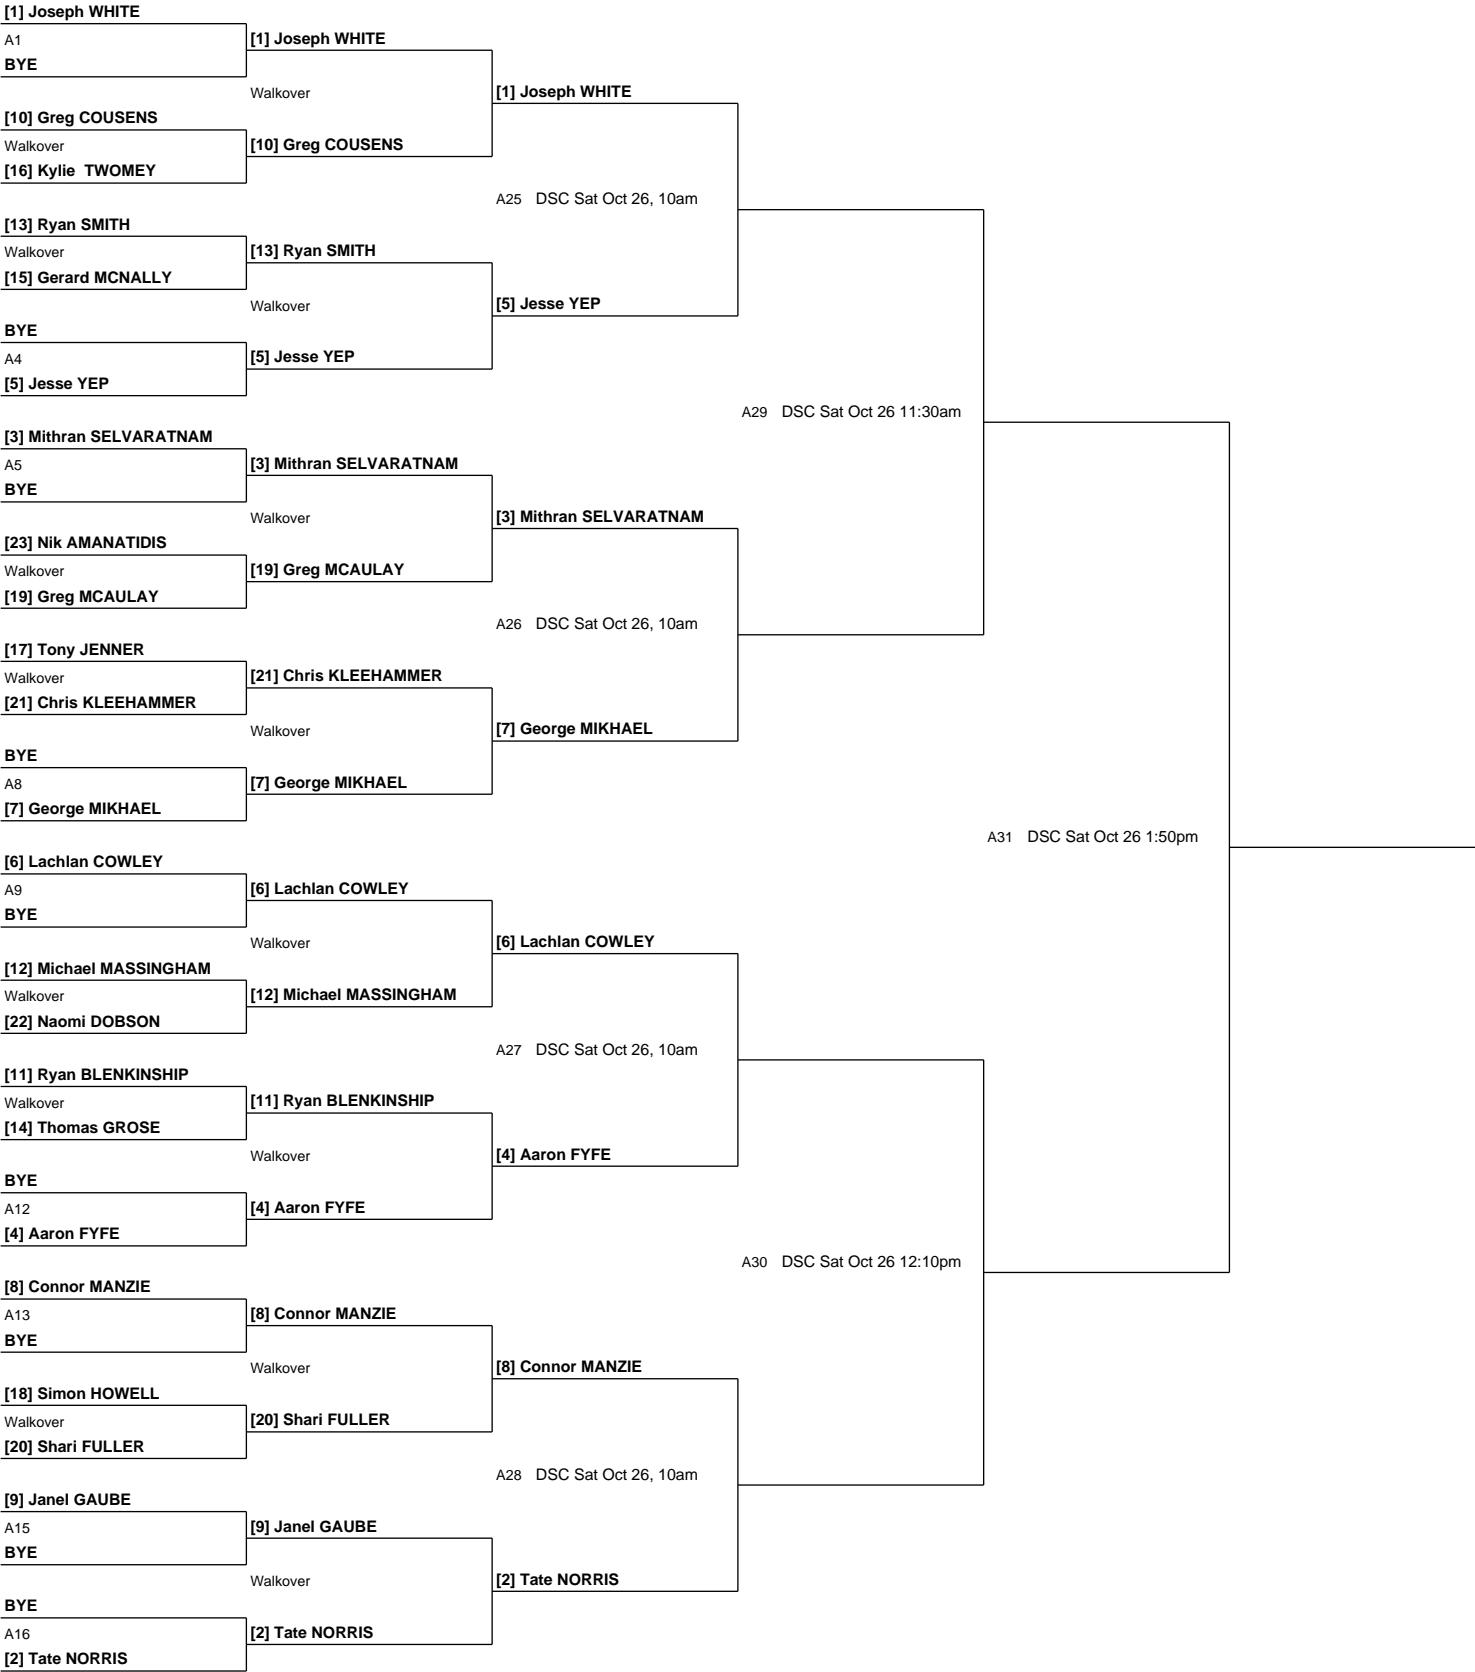 [1] Joseph WHITE
A1
BYE
[1] Joseph WHITE
Walkover
[1] Joseph WHITE
[10] Greg COUSENS
Walkover
[16] Kylie  TWOMEY
[10] Greg COUSENS
A25 DSC Sat Oct 26, 10am
[13] Ryan SMITH
Walkover
[15] Gerard MCNALLY
[13] Ryan SMITH
Walkover
[5] Jesse YEP
BYE
A4
[5] Jesse YEP
[5] Jesse YEP
A29 DSC Sat Oct 26 11:30am
[3] Mithran SELVARATNAM
A5
BYE
[3] Mithran SELVARATNAM
Walkover
[3] Mithran SELVARATNAM
[23] Nik AMANATIDIS
Walkover
[19] Greg MCAULAY
[19] Greg MCAULAY
A26 DSC Sat Oct 26, 10am
[17] Tony JENNER
Walkover
[21] Chris KLEEHAMMER
[21] Chris KLEEHAMMER
Walkover
[7] George MIKHAEL
BYE
A8
[7] George MIKHAEL
[7] George MIKHAEL
A31 DSC Sat Oct 26 1:50pm
[6] Lachlan COWLEY
A9
BYE
[6] Lachlan COWLEY
Walkover
[6] Lachlan COWLEY
[12] Michael MASSINGHAM
Walkover
[22] Naomi DOBSON
[12] Michael MASSINGHAM
A27 DSC Sat Oct 26, 10am
[11] Ryan BLENKINSHIP
Walkover
[14] Thomas GROSE
[11] Ryan BLENKINSHIP
Walkover
[4] Aaron FYFE
BYE
A12
[4] Aaron FYFE
[4] Aaron FYFE
A30 DSC Sat Oct 26 12:10pm
[8] Connor MANZIE
A13
BYE
[8] Connor MANZIE
Walkover
[8] Connor MANZIE
[18] Simon HOWELL
Walkover
[20] Shari FULLER
[20] Shari FULLER
A28 DSC Sat Oct 26, 10am
[9] Janel GAUBE
A15
BYE
[9] Janel GAUBE
Walkover
[2] Tate NORRIS
BYE
A16
[2] Tate NORRIS
[2] Tate NORRIS